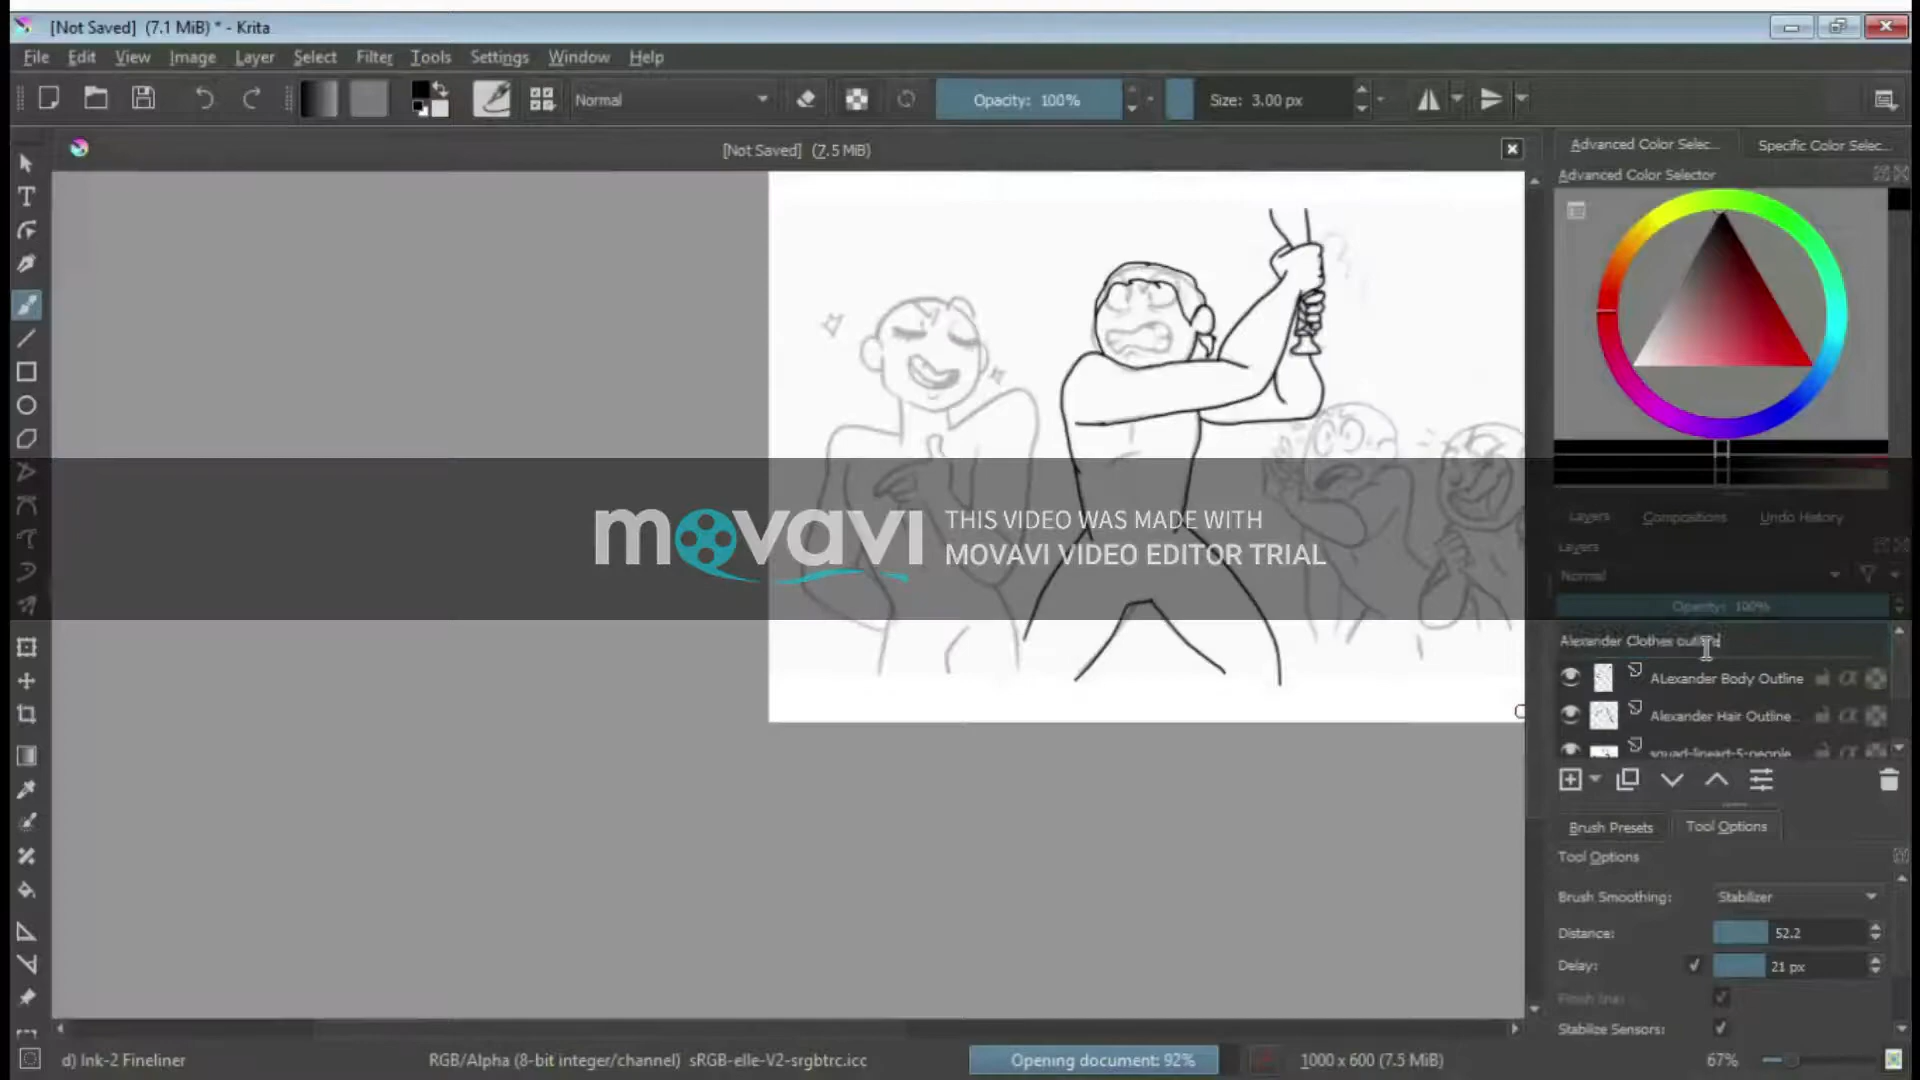 [Not Saved] (7.1 MiB) * - Krita
File Edit View Image Layer Select Filter Tools Settings Window Help
Normal Opacity: 100% Size: 3.00 px
[Not Saved] (7.5 MiB)
Advanced Color Selec... Specific Color Selec...
Advanced Color Selector
movavi
THIS VIDEO WAS MADE WITH
MOVAVI VIDEO EDITOR TRIAL
Layers Compositions Undo History
Layers
Normal
Opacity: 100%
Alexander Clothes
ALexander Body Outline
Alexander Hair Outline...
squad-lineart-5-people
Brush Presets Tool Options
Tool Options
Brush Smoothing: Stabilizer
Distance: 52.2
Delay: 21 px
Finish line:
Stabilize Sensors:
d) Ink-2 Fineliner RGB/Alpha (8-bit integer/channel) sRGB-elle-V2-srgbtrc.icc Opening document: 92% 1000 x 600 (7.5 MiB) 67%